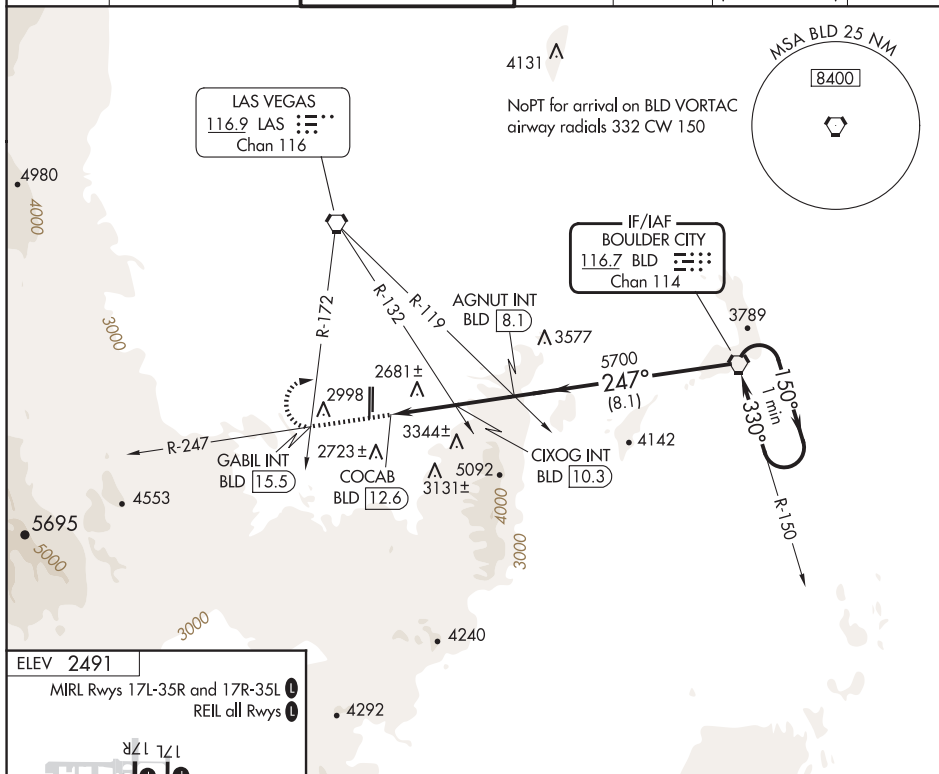 4131
NoPT for arrival on BLD VORTAC
airway radials 332 CW 150
MSA BLD 25 NM
8400
LAS VEGAS
116.9 LAS
Chan 116
4980
4000
IF/IAF
BOULDER CITY
116.7 BLD
Chan 114
R-172
R-132
R-119
AGNUT INT
BLD 8.1
3577
3789
3000
5700
247°
(8.1)
150°
1 min
330°
2681±
2998
R-247
GABIL INT
BLD 15.5
2723±
COCAB
BLD 12.6
3344±
3131±
5092
CIXOG INT
BLD 10.3
4142
R-150
4553
5695
5000
4000
3000
3000
4240
4292
ELEV 2491
MIRL Rwys 17L-35R and 17R-35L L
REIL all Rwys L
17R 17L
L L